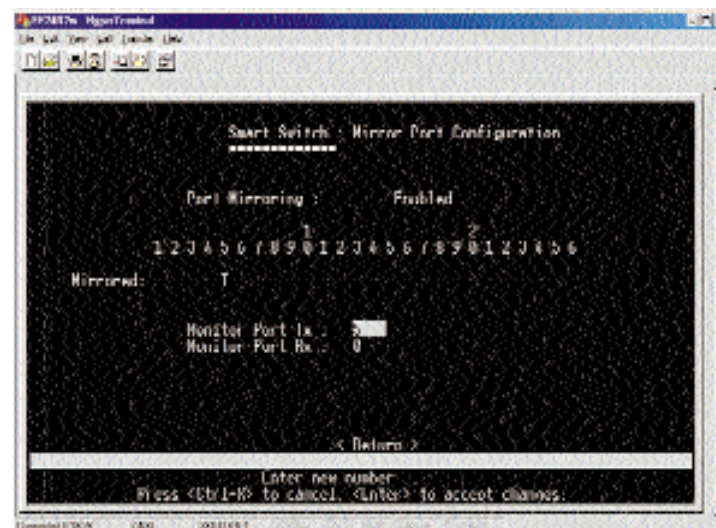 HyperTerminal
Smart Switch : Mirror Port Configuration
Port Mirroring : Enabled
1 2
1 2 3 4 5 6 7 8 9 0 1 2 3 4 5 6 7 8 9 0 1 2 3 4 5 6
Mirrored: T
Monitor Port Tx : 5
Monitor Port Rx : 0
< Return >
Enter new number
Press <Ctrl-K> to cancel. <Enter> to accept changes.